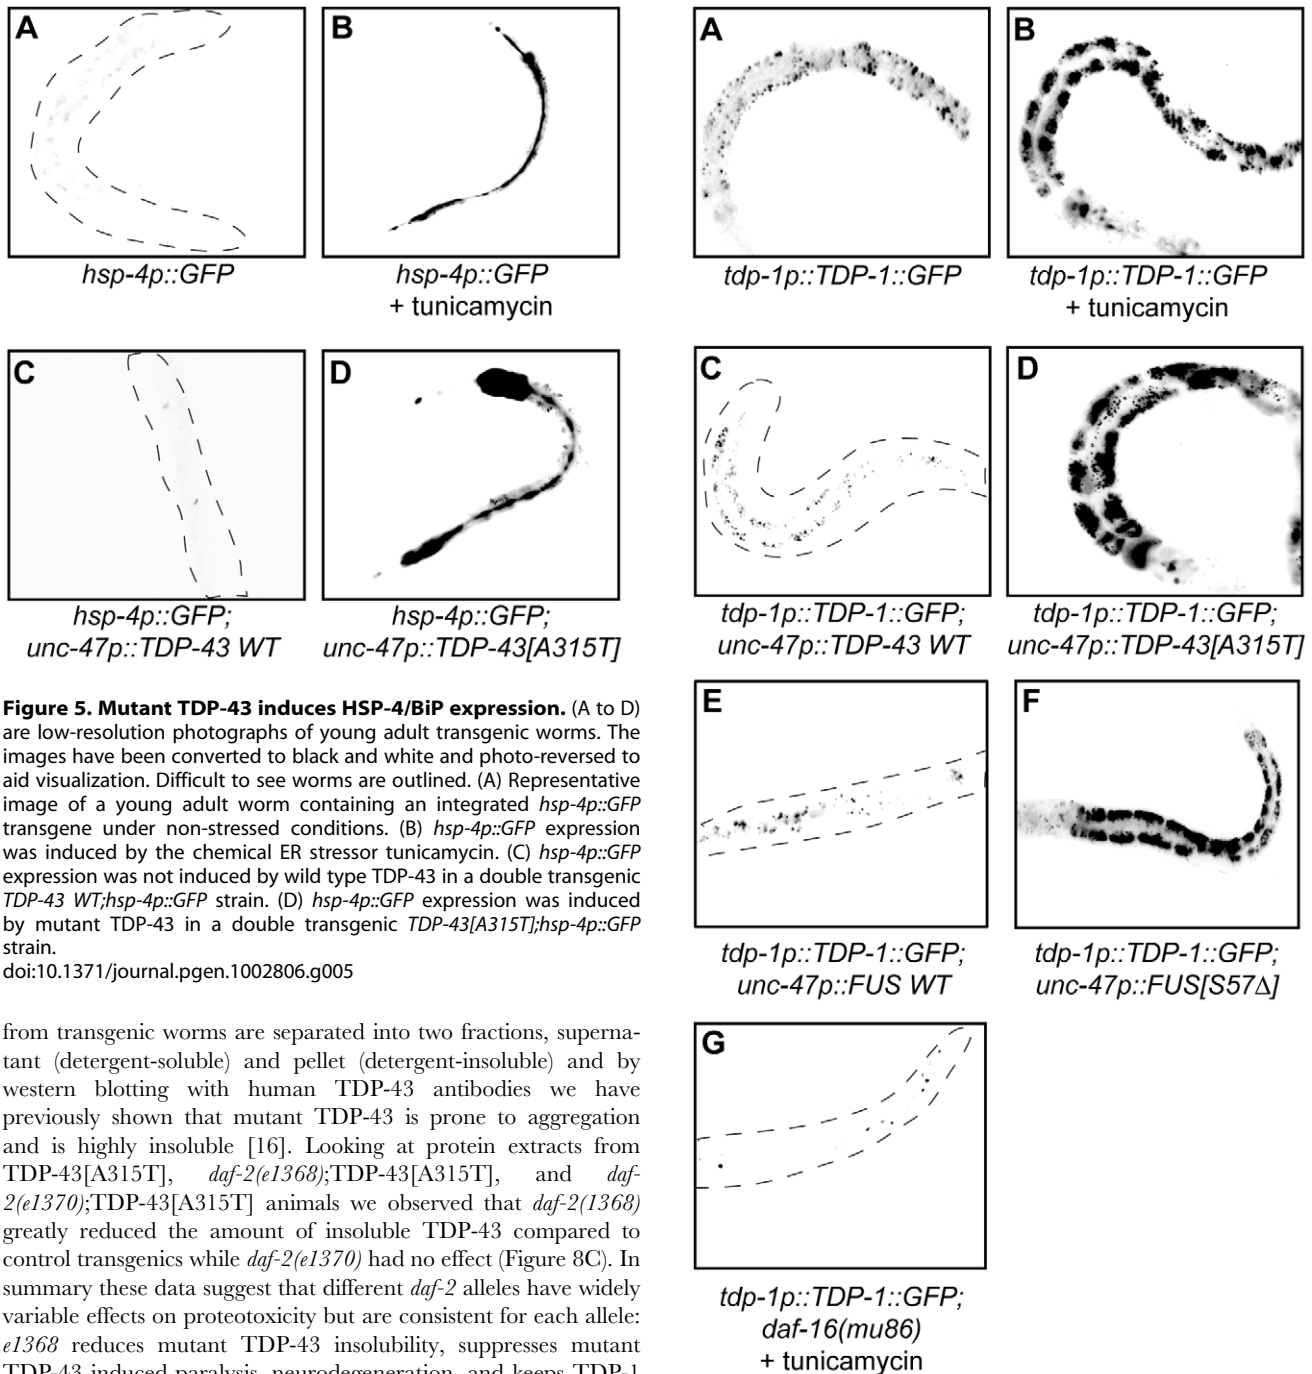 A
B
hsp-4p::GFP
hsp-4p::GFP
+ tunicamycin
C
D
hsp-4p::GFP;
unc-47p::TDP-43 WT
hsp-4p::GFP;
unc-47p::TDP-43[A315T]
Figure 5. Mutant TDP-43 induces HSP-4/BiP expression. (A to D)
are low-resolution photographs of young adult transgenic worms. The
images have been converted to black and white and photo-reversed to
aid visualization. Difficult to see worms are outlined. (A) Representative
image of a young adult worm containing an integrated hsp-4p::GFP
transgene under non-stressed conditions. (B) hsp-4p::GFP expression
was induced by the chemical ER stressor tunicamycin. (C) hsp-4p::GFP
expression was not induced by wild type TDP-43 in a double transgenic
TDP-43 WT;hsp-4p::GFP strain. (D) hsp-4p::GFP expression was induced
by mutant TDP-43 in a double transgenic TDP-43[A315T];hsp-4p::GFP
strain.
doi:10.1371/journal.pgen.1002806.g005
from transgenic worms are separated into two fractions, superna-
tant (detergent-soluble) and pellet (detergent-insoluble) and by
western blotting with human TDP-43 antibodies we have
previously shown that mutant TDP-43 is prone to aggregation
and is highly insoluble [16]. Looking at protein extracts from
TDP-43[A315T], daf-2(e1368);TDP-43[A315T], and daf-
2(e1370);TDP-43[A315T] animals we observed that daf-2(1368)
greatly reduced the amount of insoluble TDP-43 compared to
control transgenics while daf-2(e1370) had no effect (Figure 8C). In
summary these data suggest that different daf-2 alleles have widely
variable effects on proteotoxicity but are consistent for each allele:
e1368 reduces mutant TDP-43 insolubility, suppresses mutant
TDP-43 induced paralysis, neurodegeneration, and keeps TDP-1
A
B
tdp-1p::TDP-1::GFP
tdp-1p::TDP-1::GFP
+ tunicamycin
C
D
tdp-1p::TDP-1::GFP;
unc-47p::TDP-43 WT
tdp-1p::TDP-1::GFP;
unc-47p::TDP-43[A315T]
E
F
tdp-1p::TDP-1::GFP;
unc-47p::FUS WT
tdp-1p::TDP-1::GFP;
unc-47p::FUS[S57Δ]
G
tdp-1p::TDP-1::GFP;
daf-16(mu86)
+ tunicamycin